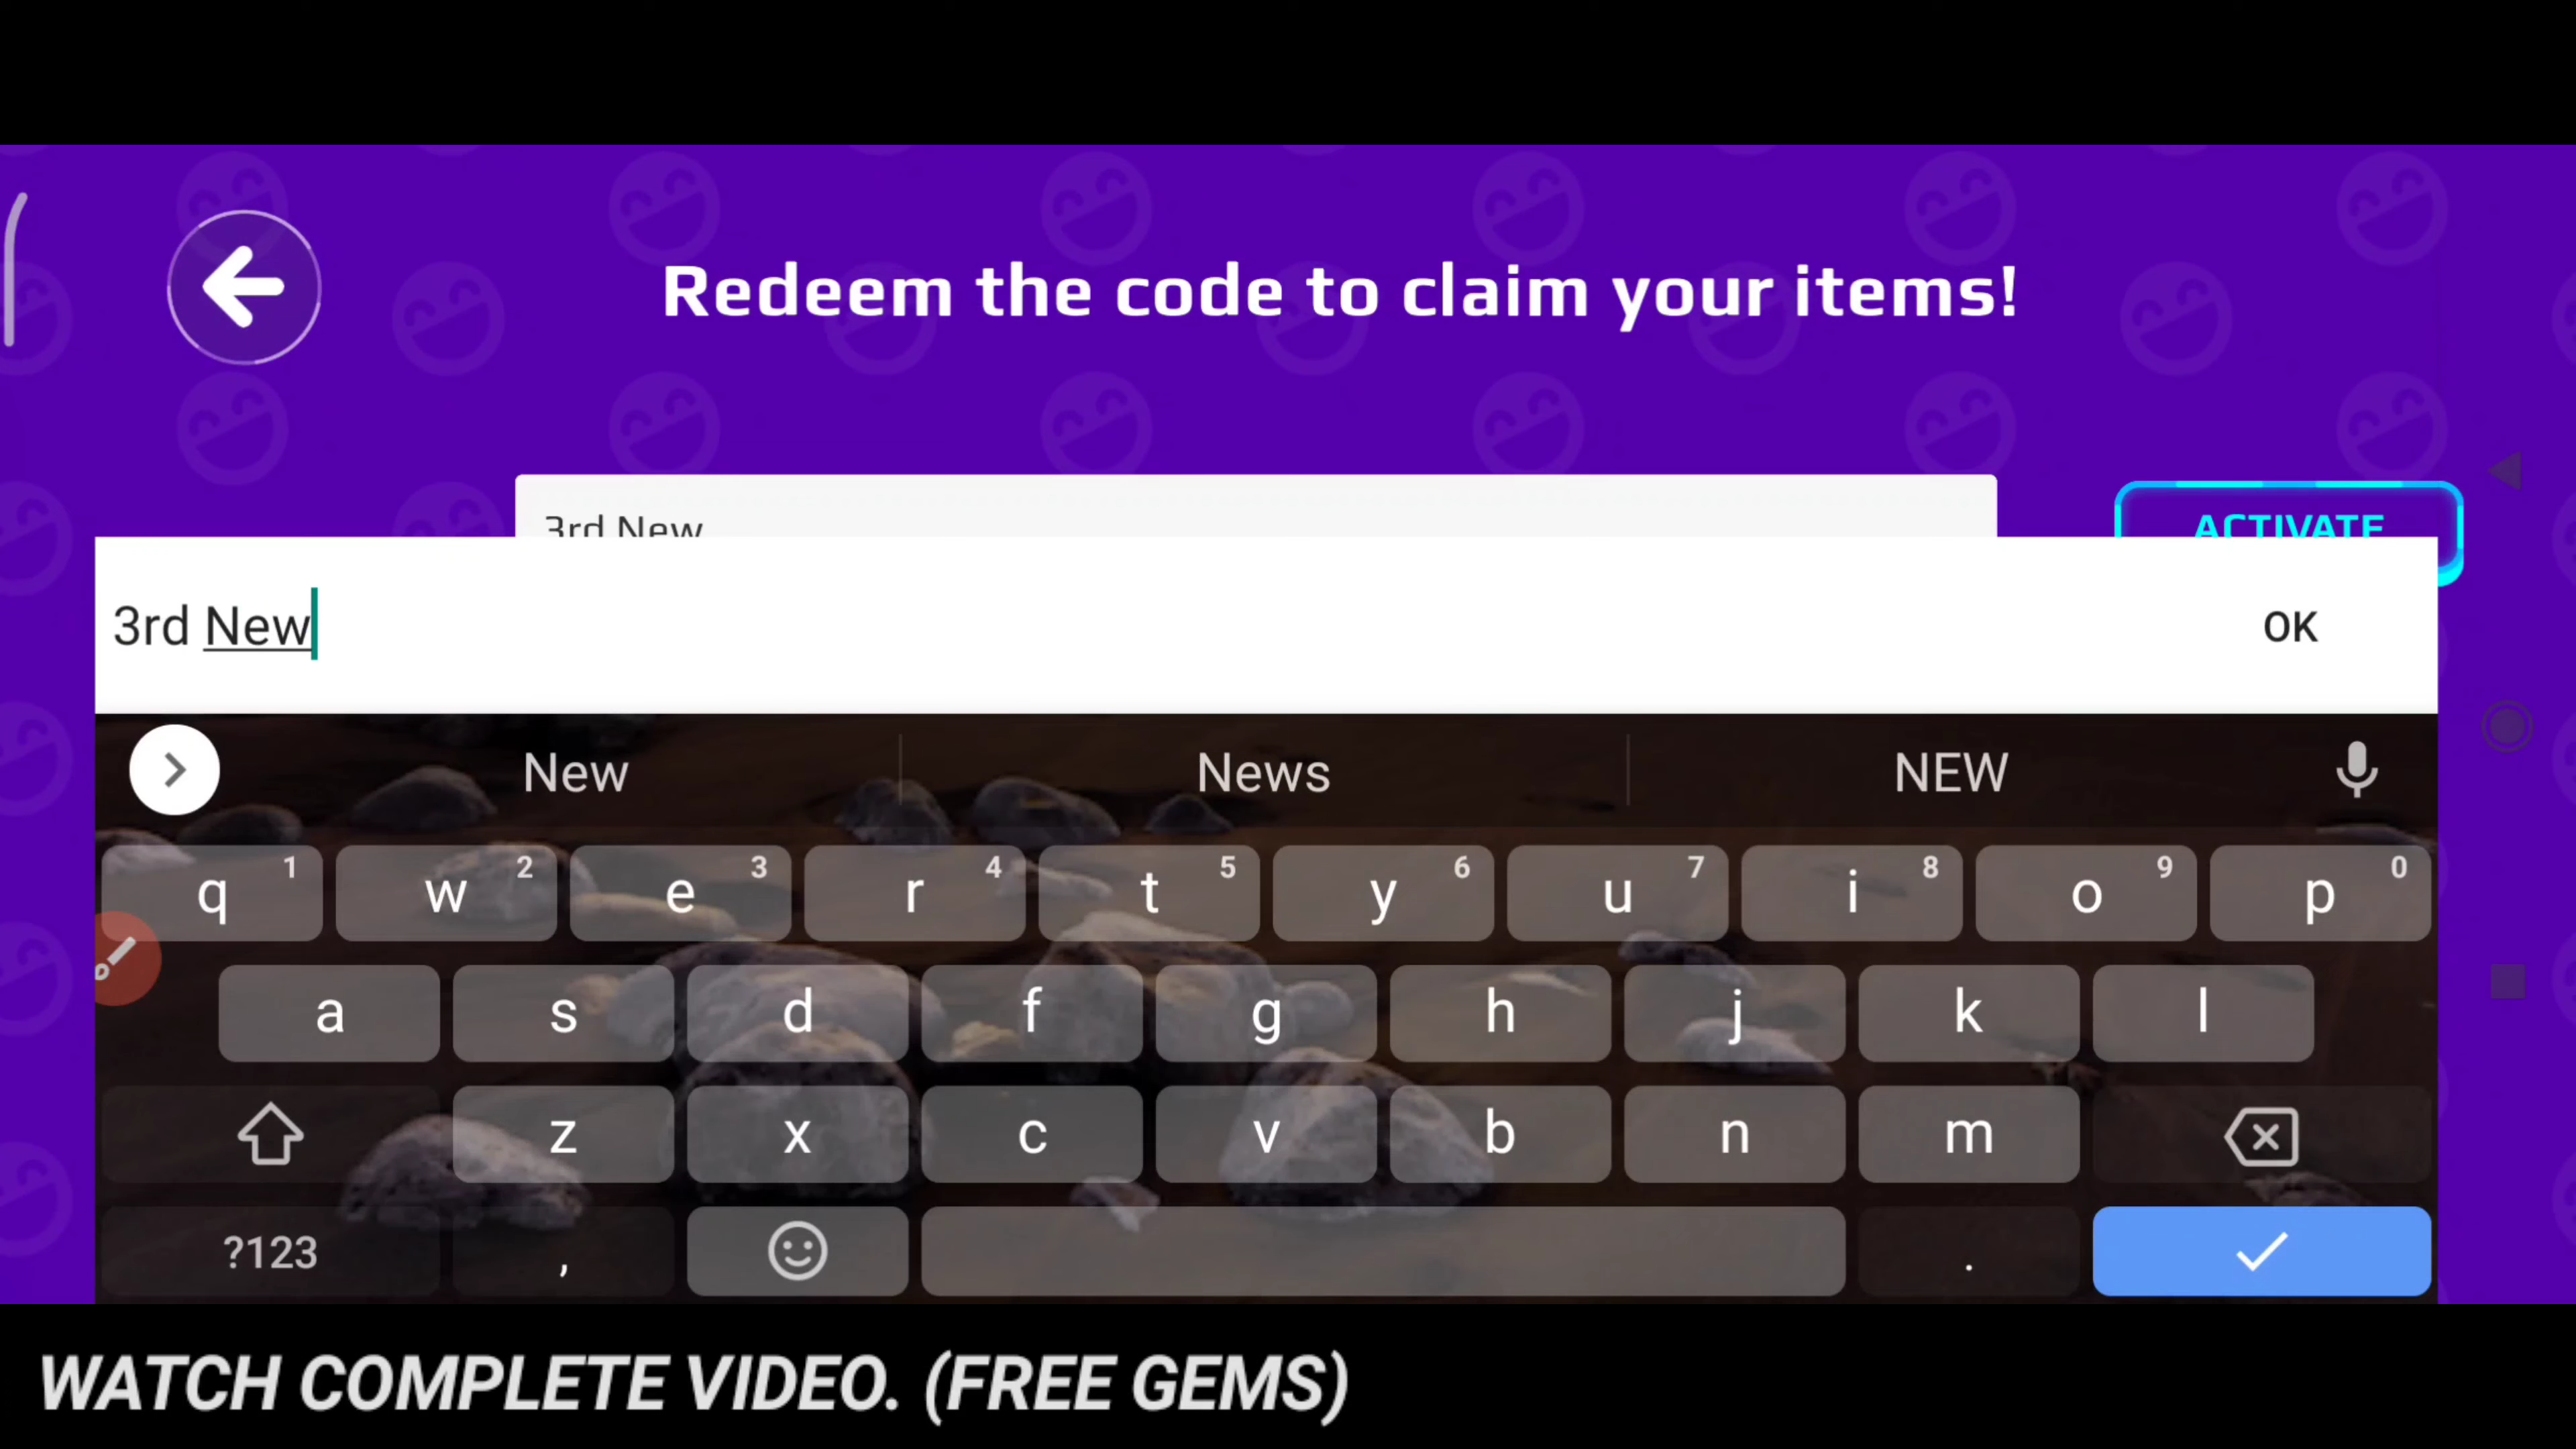 Redeem the code to claim your items!
3rd New
ACTIVATE
3rd New
OK
New News NEW
1 2 3 4 5 6 7 8 9 0
q w e r t y u i o p
a s d f g h j k l
z x c v b n m
?123 , .
WATCH COMPLETE VIDEO. (FREE GEMS)